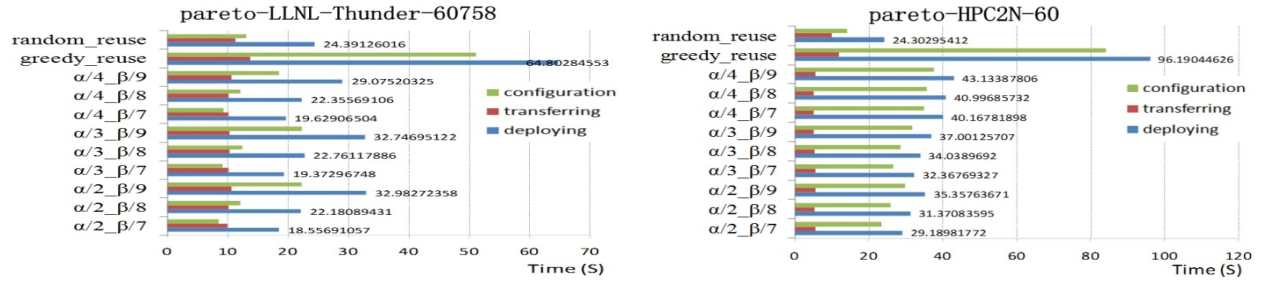 pareto-LLNL-Thunder-60758
random_reuse
24.39126016
greedy_reuse
64.80284553
α/4_β/9
29.07520325
α/4_β/8
22.35569106
α/4_β/7
19.62906504
α/3_β/9
32.74695122
α/3_β/8
22.76117886
α/3_β/7
19.37296748
α/2_β/9
32.98272358
α/2_β/8
22.18089431
α/2_β/7
18.55691057
configuration
transferring
deploying
0 10 20 30 40 50 60 70
Time (S)
pareto-HPC2N-60
random_reuse
24.30295412
greedy_reuse
96.19044626
α/4_β/9
43.13387806
α/4_β/8
40.99685732
α/4_β/7
40.16781898
α/3_β/9
37.00125707
α/3_β/8
34.0389692
α/3_β/7
32.36769327
α/2_β/9
35.35763671
α/2_β/8
31.37083595
α/2_β/7
29.18981772
configuration
transferring
deploying
0 20 40 60 80 100 120
Time (S)